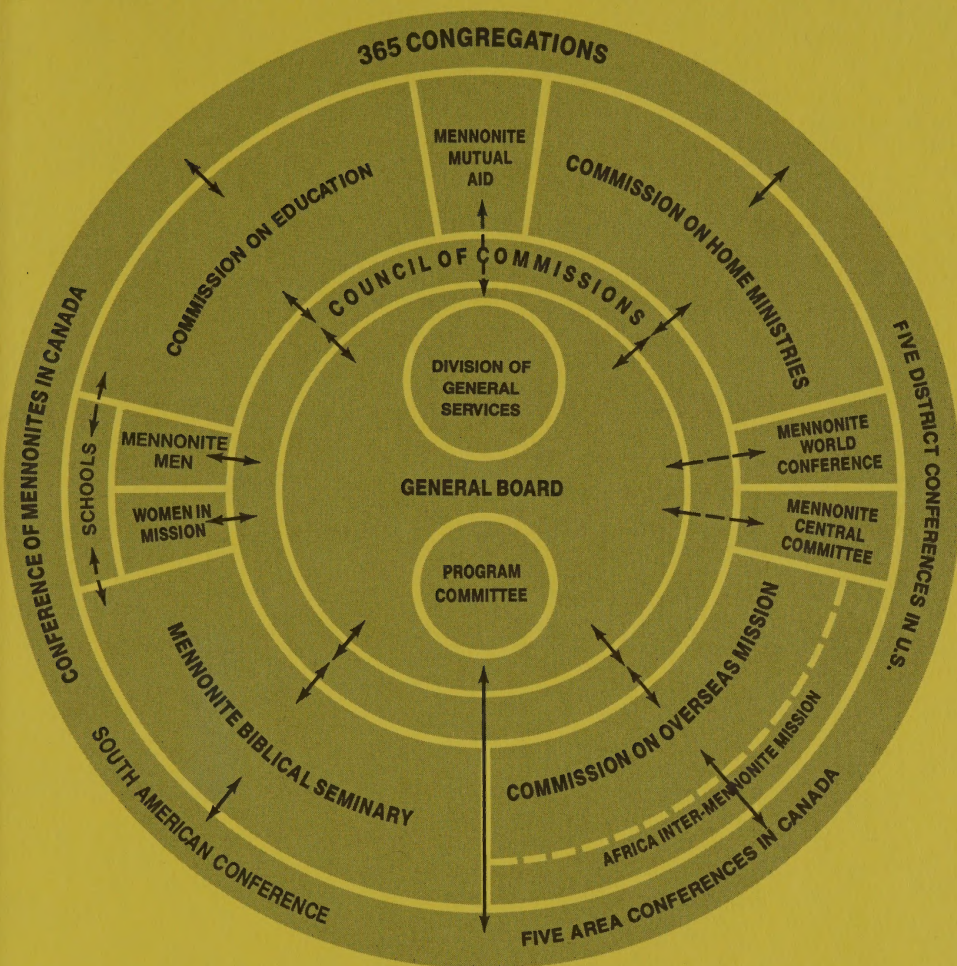 365 CONGREGATIONS
MENNONITE
MUTUAL
AID
COMMISSION ON EDUCATION
COMMISSION ON HOME MINISTRIES
COUNCIL OF COMMISSIONS
CONFERENCE OF MENNONITES IN CANADA
FIVE DISTRICT CONFERENCES IN U.S.
DIVISION OF
GENERAL
SERVICES
SCHOOLS
MENNONITE
MEN
MENNONITE
WORLD
CONFERENCE
GENERAL BOARD
WOMEN IN
MISSION
MENNONITE
CENTRAL
COMMITTEE
PROGRAM
COMMITTEE
MENNONITE BIBLICAL SEMINARY
COMMISSION ON OVERSEAS MISSION
AFRICA INTER-MENNONITE MISSION
SOUTH AMERICAN CONFERENCE
FIVE AREA CONFERENCES IN CANADA